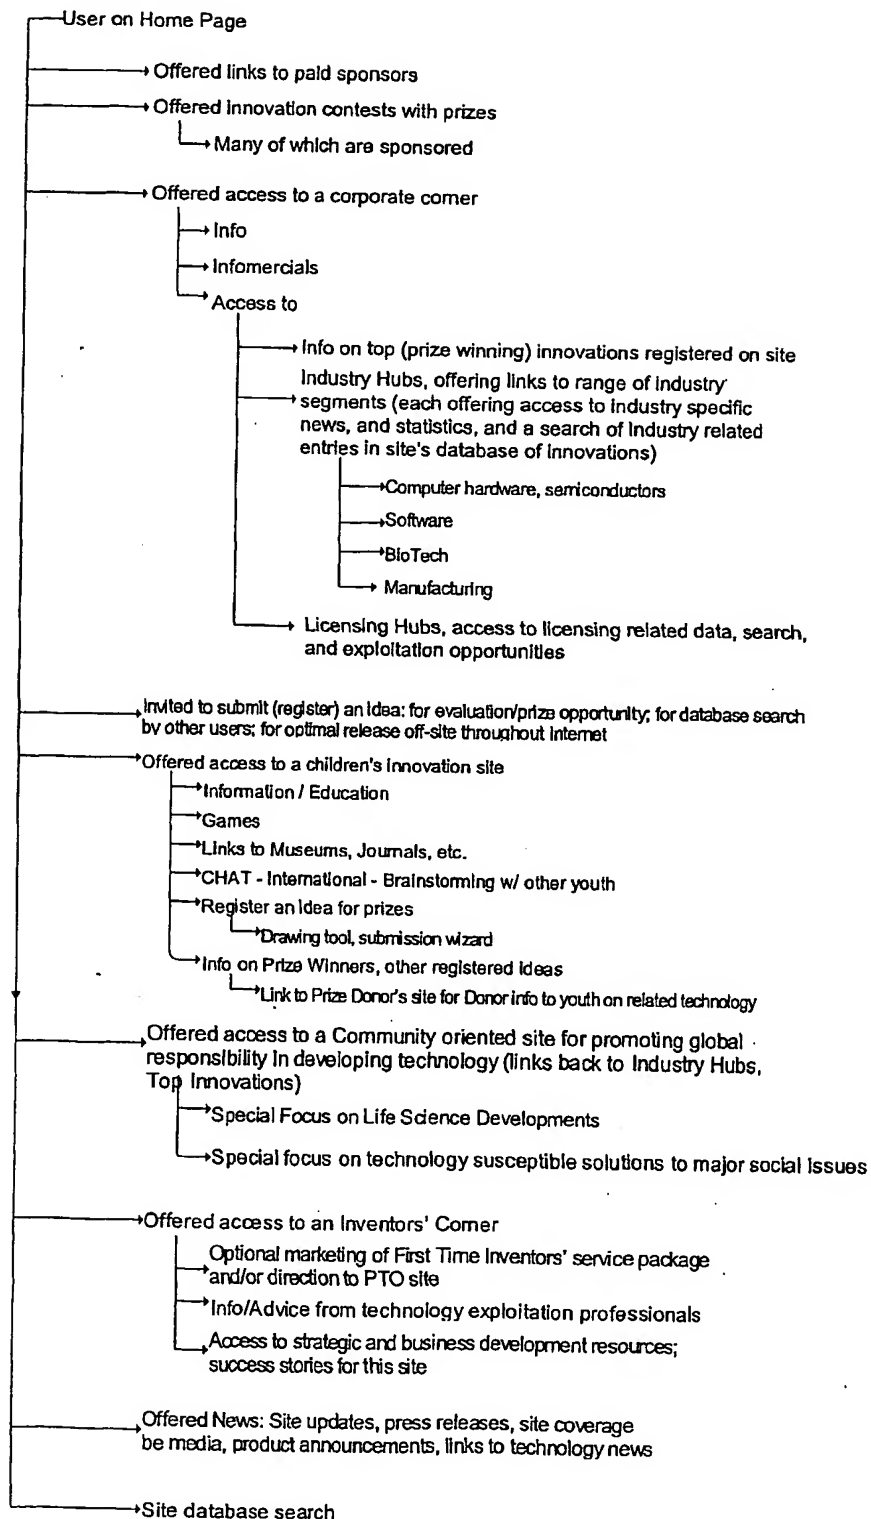 User on Home Page
Offered links to paid sponsors
Offered innovation contests with prizes
Many of which are sponsored
Offered access to a corporate corner
Info
Infomercials
Access to
Info on top (prize winning) innovations registered on site
Industry Hubs, offering links to range of industry
segments (each offering access to industry specific
news, and statistics, and a search of industry related
entries in site's database of innovations)
Computer hardware, semiconductors
Software
BioTech
Manufacturing
Licensing Hubs, access to licensing related data, search,
and exploitation opportunities
Invited to submit (register) an idea: for evaluation/prize opportunity; for database search
by other users; for optimal release off-site throughout Internet
Offered access to a children's innovation site
Information / Education
Games
Links to Museums, Journals, etc.
CHAT - International - Brainstorming w/ other youth
Register an idea for prizes
Drawing tool, submission wizard
Info on Prize Winners, other registered ideas
Link to Prize Donor's site for Donor info to youth on related technology
Offered access to a Community oriented site for promoting global
responsibility in developing technology (links back to Industry Hubs,
Top Innovations)
Special Focus on Life Science Developments
Special focus on technology susceptible solutions to major social issues
Offered access to an Inventors' Corner
Optional marketing of First Time Inventors' service package
and/or direction to PTO site
Info/Advice from technology exploitation professionals
Access to strategic and business development resources;
success stories for this site
Offered News: Site updates, press releases, site coverage
be media, product announcements, links to technology news
Site database search